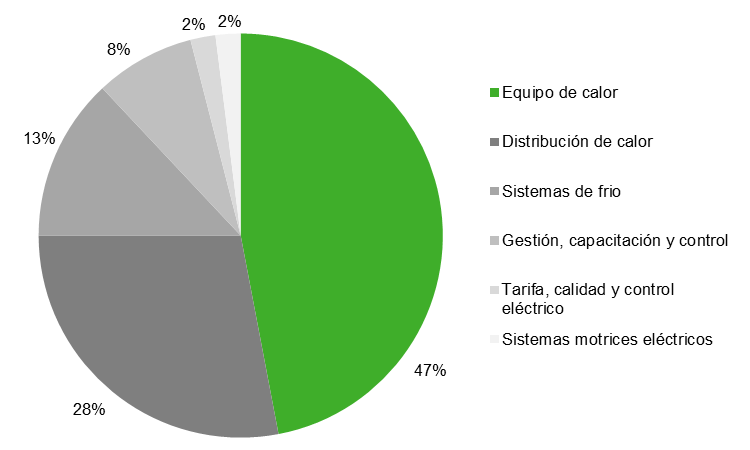 2%
2%
8%
13%
28%
47%
Equipo de calor
Distribución de calor
Sistemas de frio
Gestión, capacitación y control
Tarifa, calidad y control
eléctrico
Sistemas motrices eléctricos